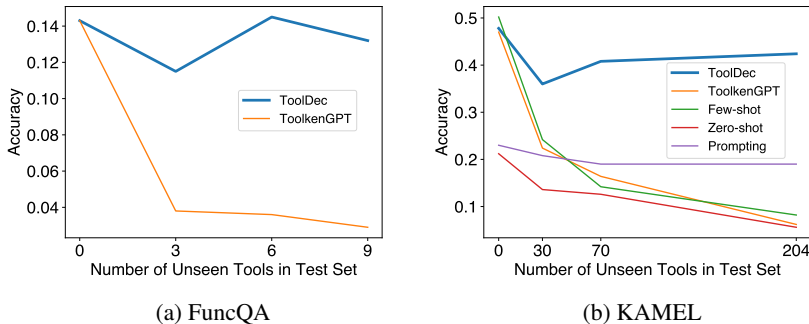 0.14
0.12
0.10
0.08
0.06
0.04
Accuracy
ToolDec
ToolkenGPT
0 3 6 9
Number of Unseen Tools in Test Set
(a) FuncQA
0.5
0.4
0.3
0.2
0.1
Accuracy
ToolDec
ToolkenGPT
Few-shot
Zero-shot
Prompting
0 30 70 204
Number of Unseen Tools in Test Set
(b) KAMEL